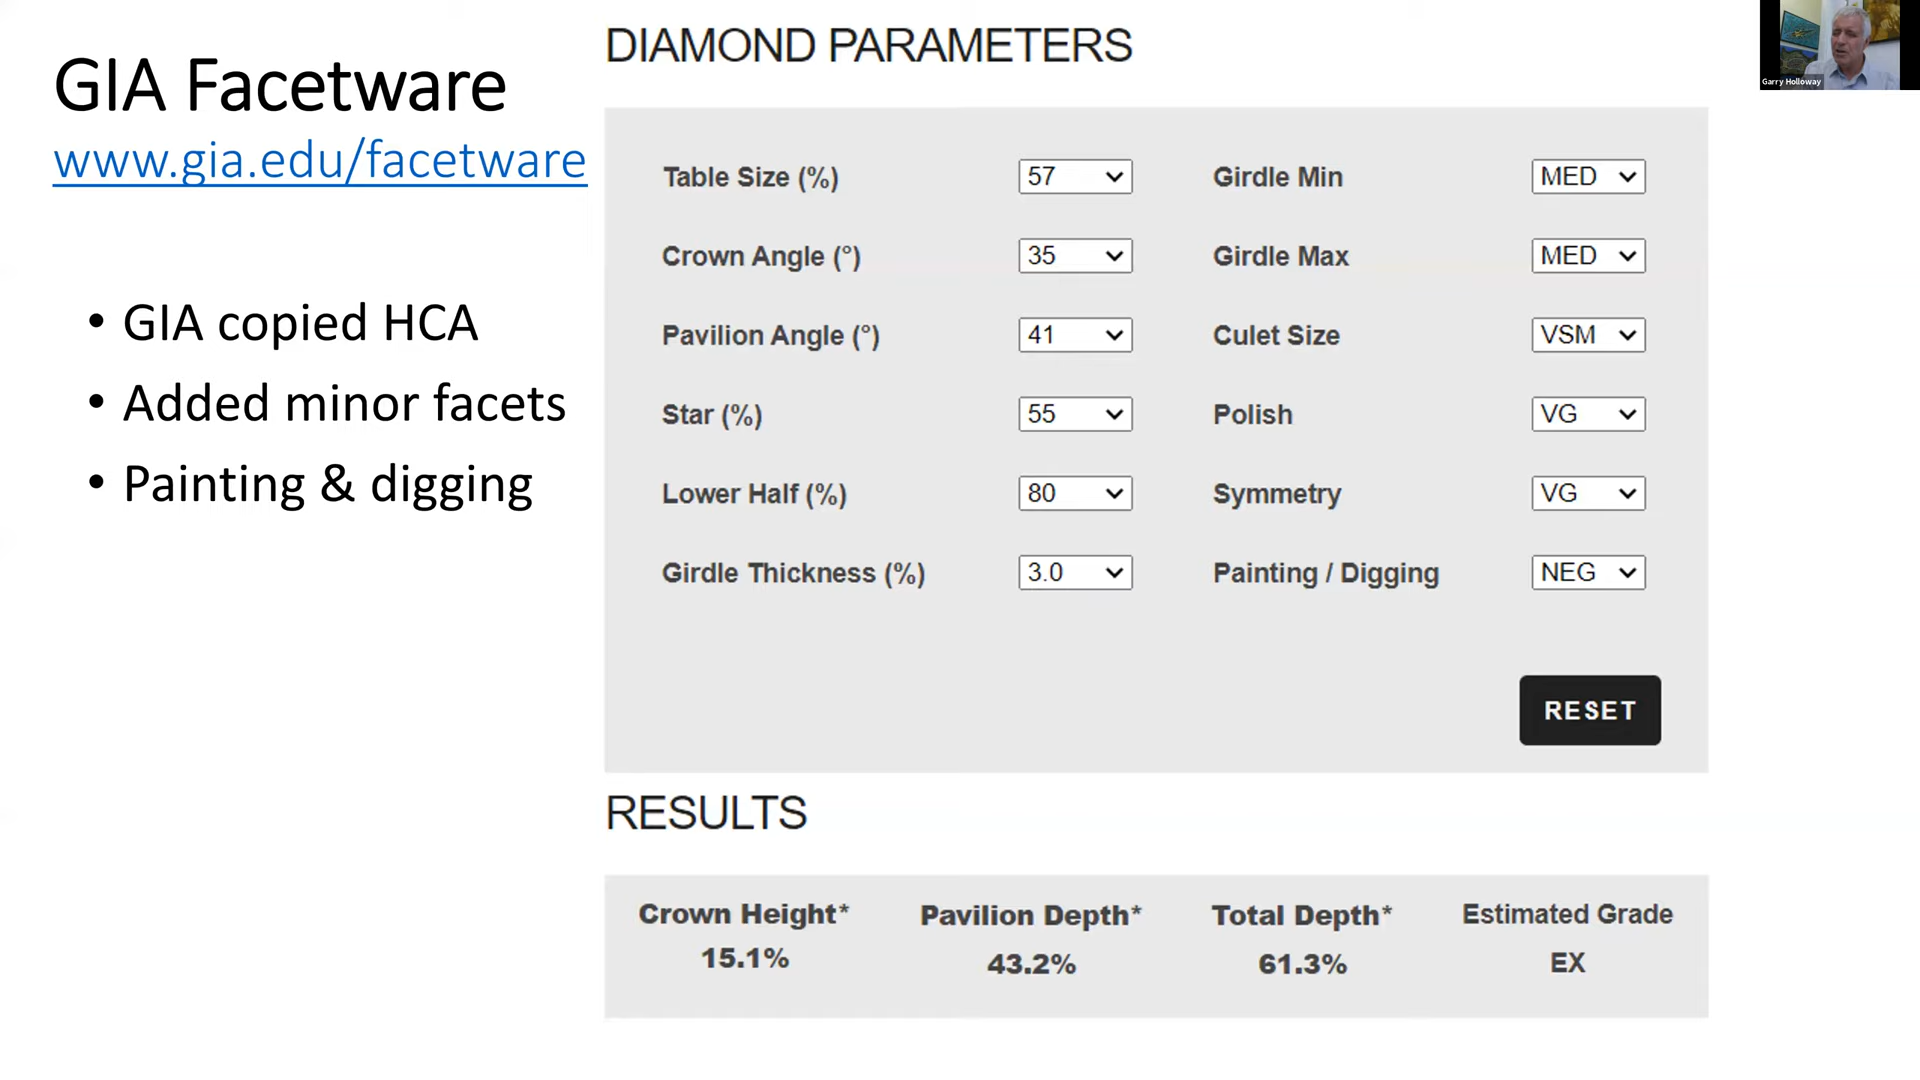 GIA Facetware
www.gia.edu/facetware
• GIA copied HCA
• Added minor facets
• Painting & digging
DIAMOND PARAMETERS
Table Size (%) 57 Girdle Min MED
Crown Angle (°) 35 Girdle Max MED
Pavilion Angle (°) 41 Culet Size VSM
Star (%) 55 Polish VG
Lower Half (%) 80 Symmetry VG
Girdle Thickness (%) 3.0 Painting / Digging NEG
RESET
RESULTS
Crown Height* Pavilion Depth* Total Depth* Estimated Grade
15.1% 43.2% 61.3% EX
Garry Holloway